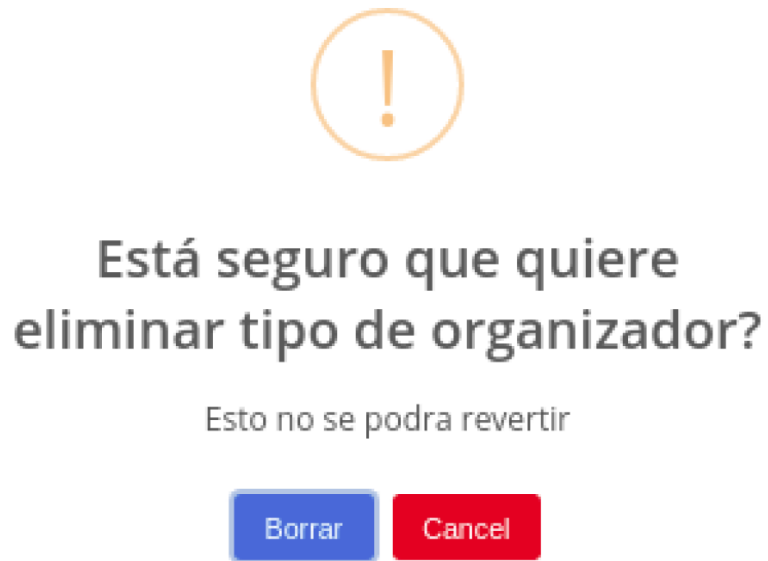 !
Está seguro que quiere
eliminar tipo de organizador?
Esto no se podra revertir
Borrar Cancel